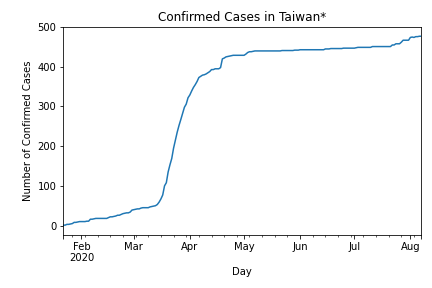 Confirmed Cases in Taiwan*
Number of Confirmed Cases
500
400
300
200
100
0
Feb Mar Apr May Jun Jul Aug
2020
Day